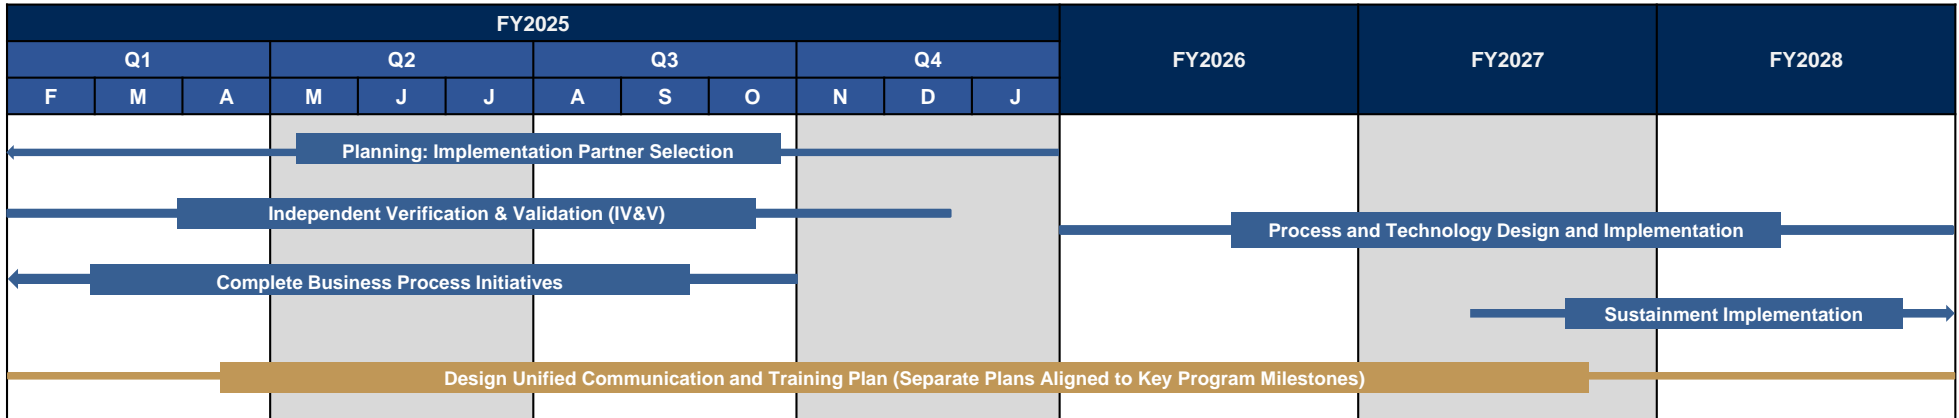 FY2025
FY2026
FY2027
FY2028
Q1 Q2 Q3 Q4
F M A M J J A S O N D J
Planning: Implementation Partner Selection
Independent Verification & Validation (IV&V)
Process and Technology Design and Implementation
Complete Business Process Initiatives
Sustainment Implementation
Design Unified Communication and Training Plan (Separate Plans Aligned to Key Program Milestones)